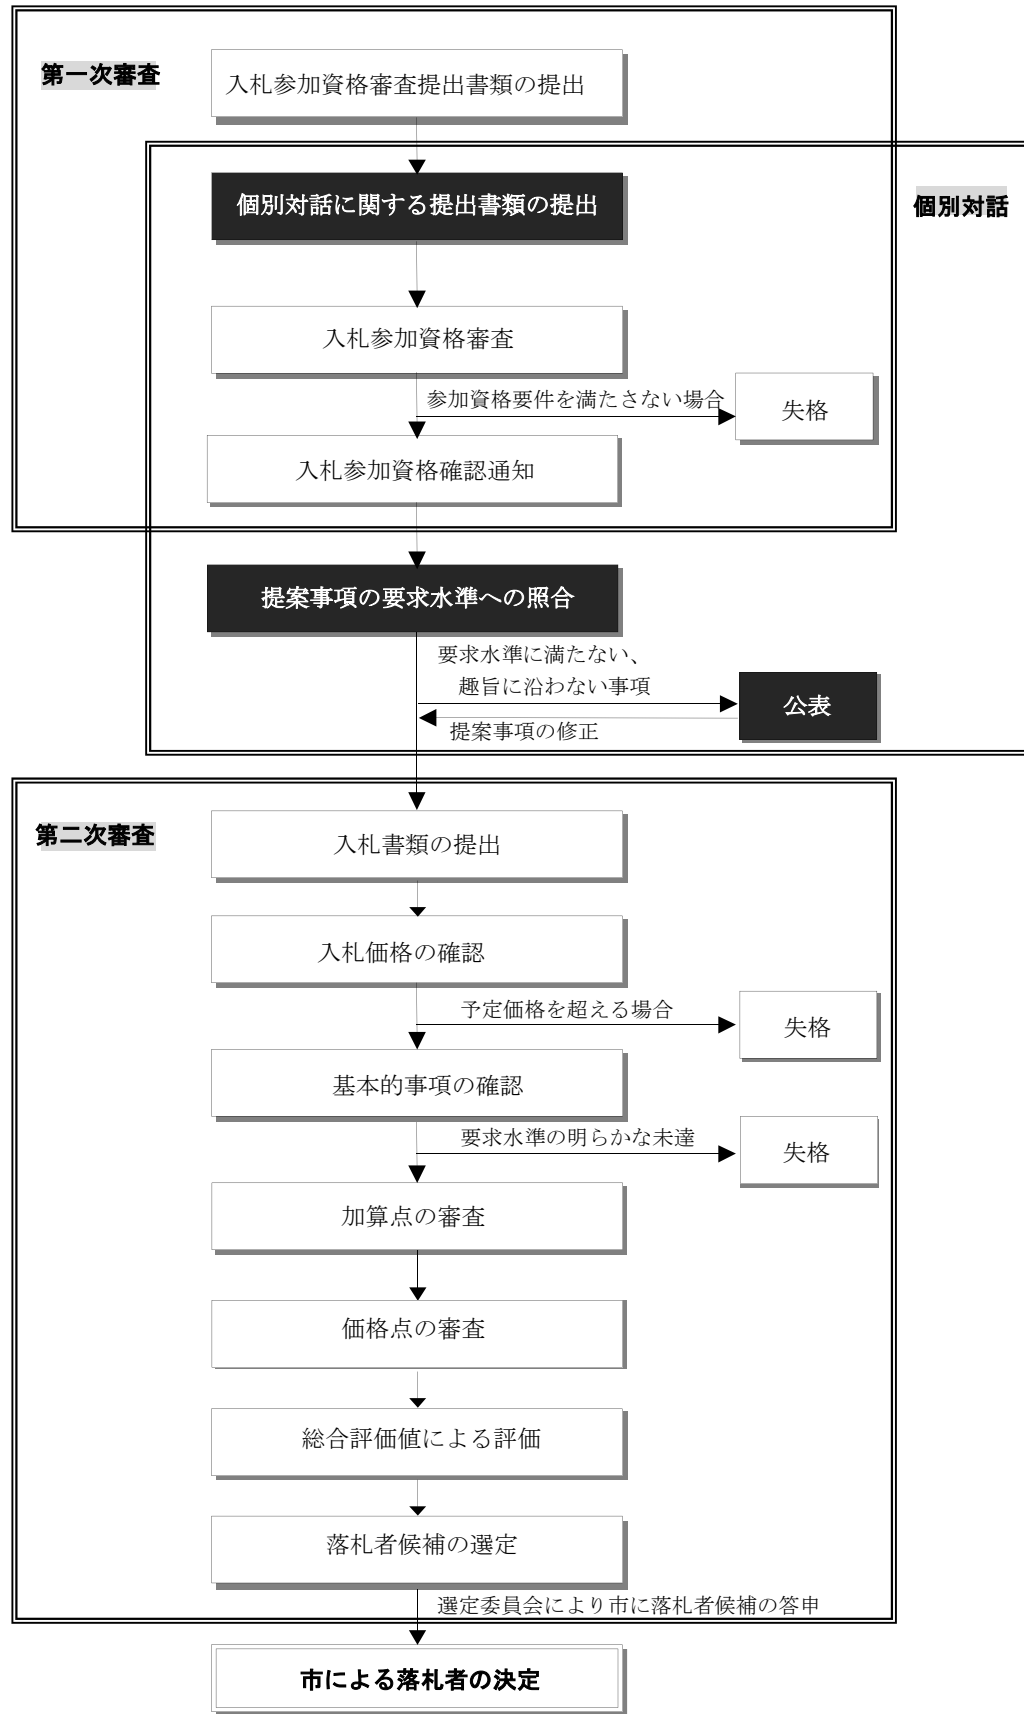 第一次審査
入札参加資格審査提出書類の提出
個別対話に関する提出書類の提出
個別対話
入札参加資格審査
参加資格要件を満たさない場合
失格
入札参加資格確認通知
提案事項の要求水準への照合
要求水準に満たない、
趣旨に沿わない事項
公表
提案事項の修正
第二次審査
入札書類の提出
入札価格の確認
予定価格を超える場合
失格
基本的事項の確認
要求水準の明らかな未達
失格
加算点の審査
価格点の審査
総合評価値による評価
落札者候補の選定
選定委員会により市に落札者候補の答申
市による落札者の決定